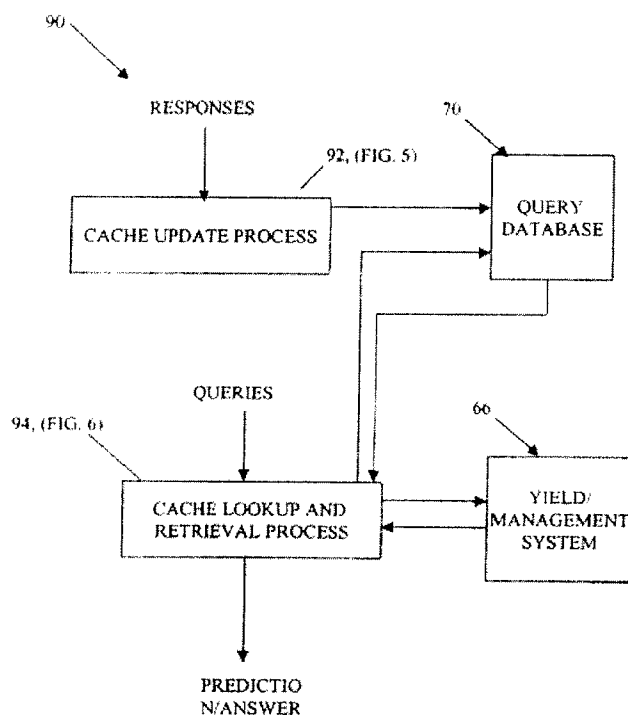 90
RESPONSES
70
92, (FIG. 5)
CACHE UPDATE PROCESS
QUERY
DATABASE
QUERIES
94, (FIG. 6)
66
CACHE LOOKUP AND
RETRIEVAL PROCESS
YIELD/
MANAGEMENT
SYSTEM
PREDICTIO
N/ANSWER